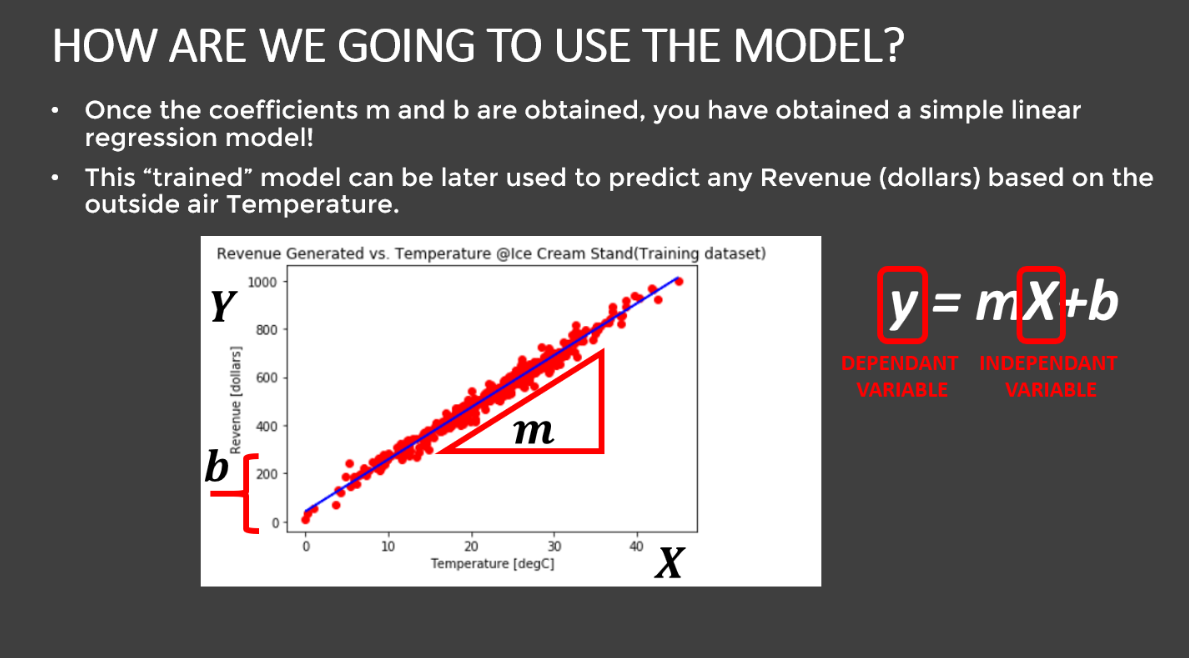 HOW ARE WE GOING TO USE THE MODEL?
• Once the coefficients m and b are obtained, you have obtained a simple linear
regression model!
• This “trained” model can be later used to predict any Revenue (dollars) based on the
outside air Temperature.
Revenue Generated vs. Temperature @Ice Cream Stand(Training dataset)
Y
Revenue [dollars]
1000
800
600
400
200
0
b
m
0 10 20 30 40
Temperature [degC]
X
y = mX+b
DEPENDANT
VARIABLE
INDEPENDANT
VARIABLE